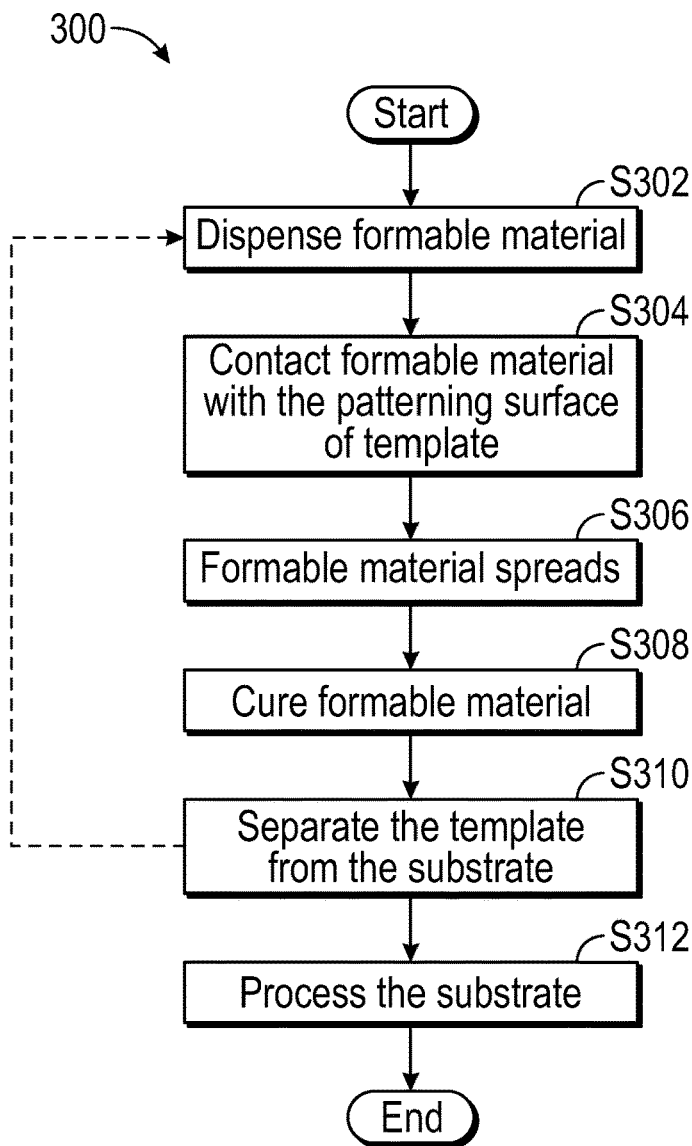 300
Start
S302
Dispense formable material
S304
Contact formable material
with the patterning surface
of template
S306
Formable material spreads
S308
Cure formable material
S310
Separate the template
from the substrate
S312
Process the substrate
End